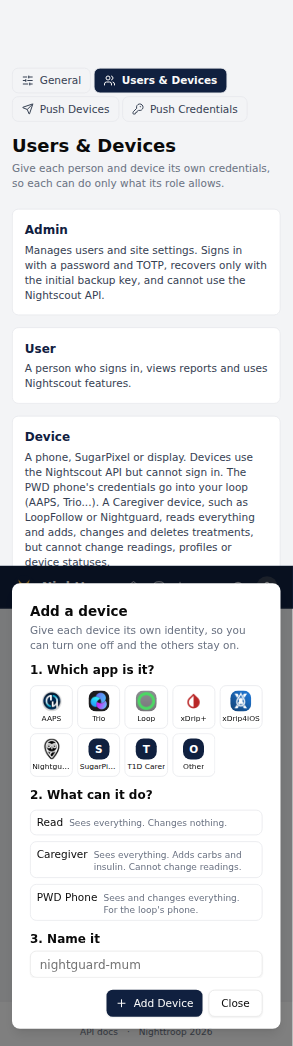 General
Users & Devices
Push Devices
Push Credentials
Users & Devices
Give each person and device its own credentials,
so each can do only what its role allows.
Admin
Manages users and site settings. Signs in
with a password and TOTP, recovers only with
the initial backup key, and cannot use the
Nightscout API.
User
A person who signs in, views reports and uses
Nightscout features.
Device
A phone, SugarPixel or display. Devices use
the Nightscout API but cannot sign in. The
PWD phone's credentials go into your loop
(AAPS, Trio...). A Caregiver device, such as
LoopFollow or Nightguard, reads everything
and adds, changes and deletes treatments,
but cannot change readings, profiles or
device statuses.
Add a device
Give each device its own identity, so you
can turn one off and the others stay on.
1. Which app is it?
AAPS
Trio
Loop
xDrip+
xDrip4iOS
Nightgu...
S
SugarPi...
T
T1D Carer
O
Other
2. What can it do?
Read Sees everything. Changes nothing.
Caregiver Sees everything. Adds carbs and
insulin. Cannot change readings.
PWD Phone Sees and changes everything.
For the loop's phone.
3. Name it
nightguard-mum
+ Add Device
Close
API docs · Nighttroop 2026